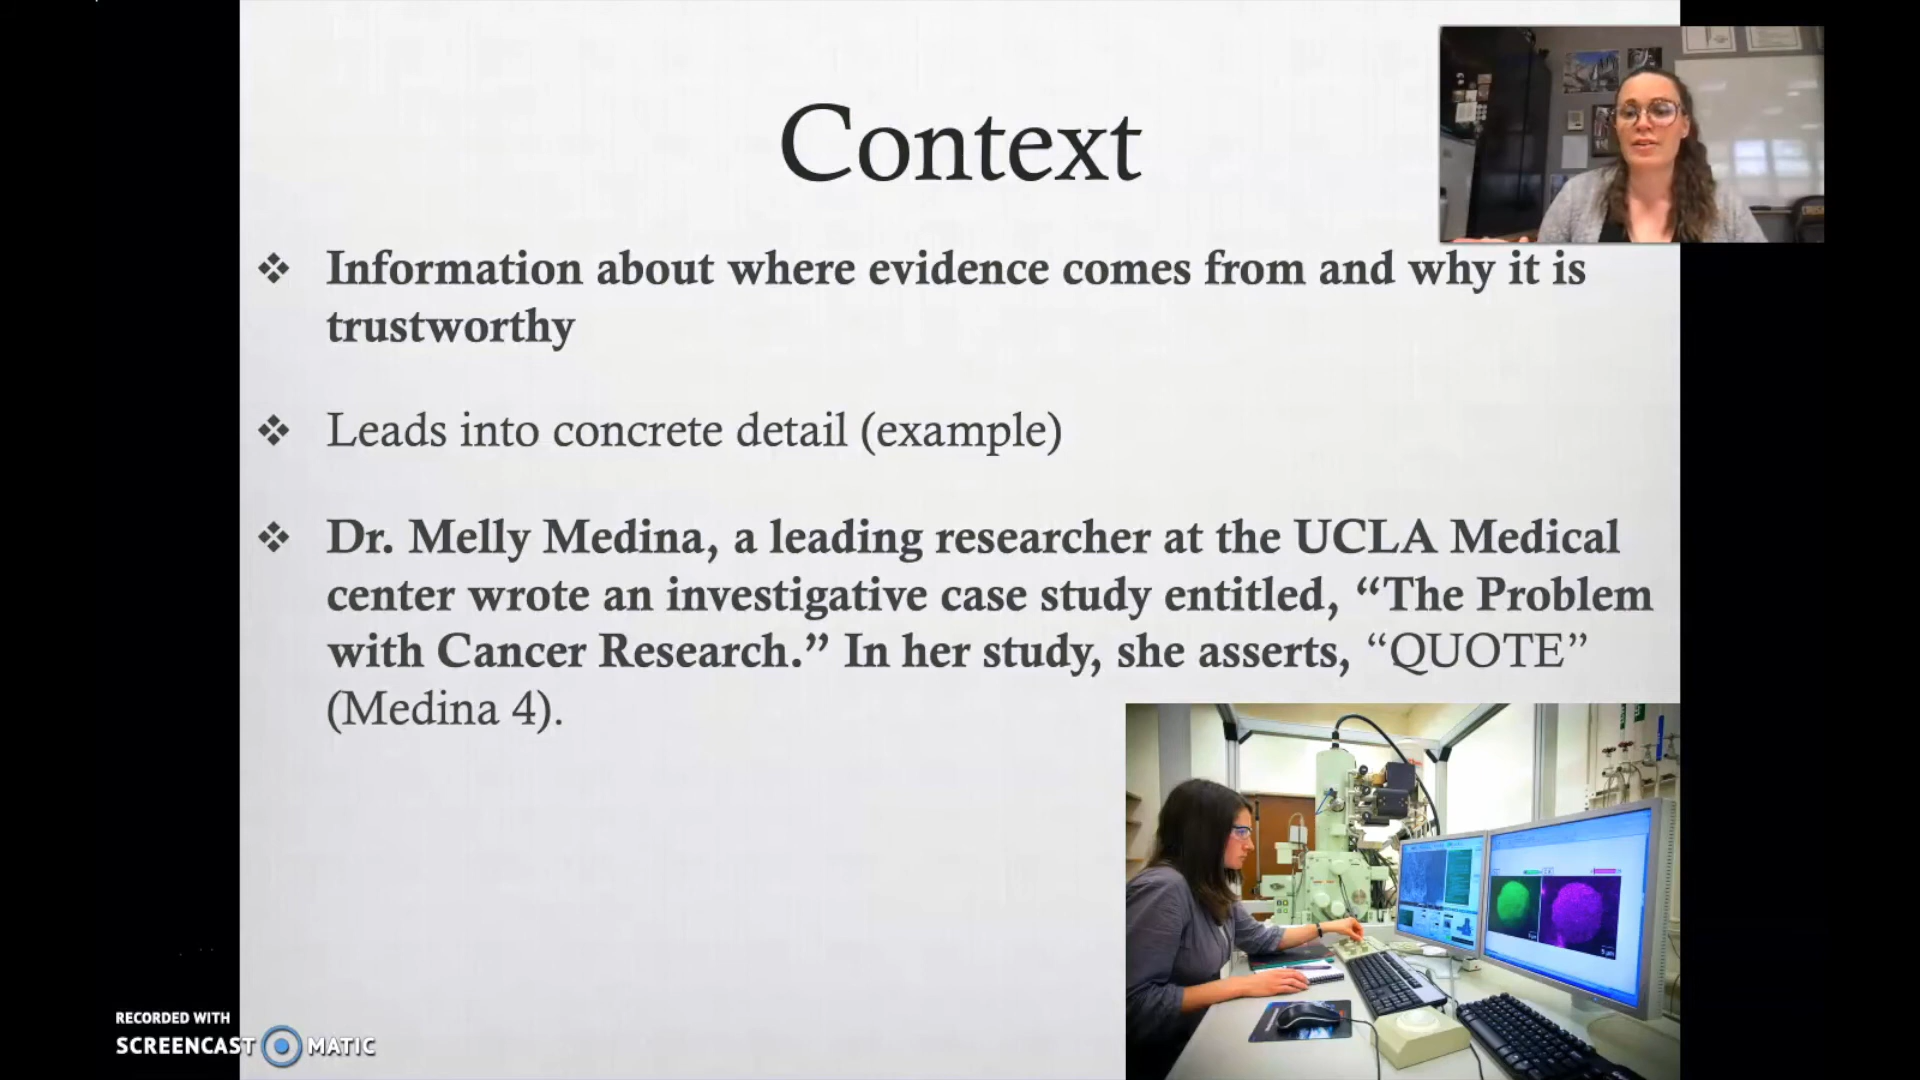 Context
❖ Information about where evidence comes from and why it is
trustworthy
❖ Leads into concrete detail (example)
❖ Dr. Melly Medina, a leading researcher at the UCLA Medical
center wrote an investigative case study entitled, “The Problem
with Cancer Research.” In her study, she asserts, “QUOTE”
(Medina 4).
RECORDED WITH
SCREENCAST MATIC